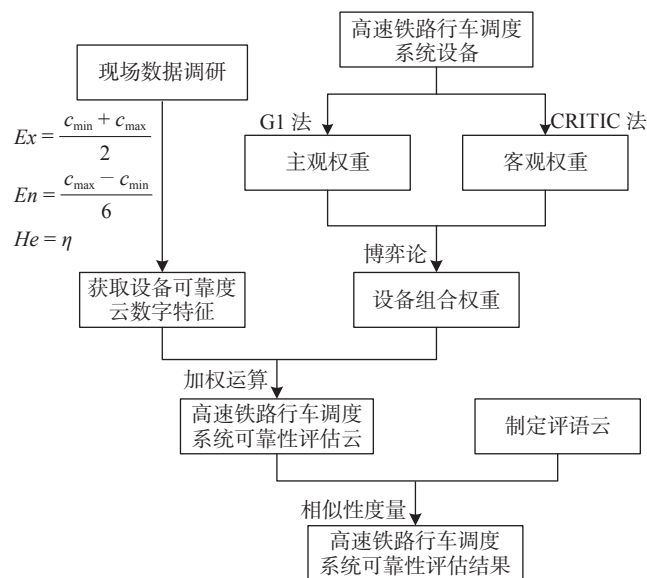 高速铁路行车调度
系统设备
现场数据调研
G1 法
CRITIC 法
主观权重
客观权重
Ex = (c_min + c_max) / 2
En = (c_max − c_min) / 6
He = η
博弈论
获取设备可靠度
云数字特征
设备组合权重
加权运算
高速铁路行车调度
系统可靠性评估云
制定评语云
相似性度量
高速铁路行车调度
系统可靠性评估结果